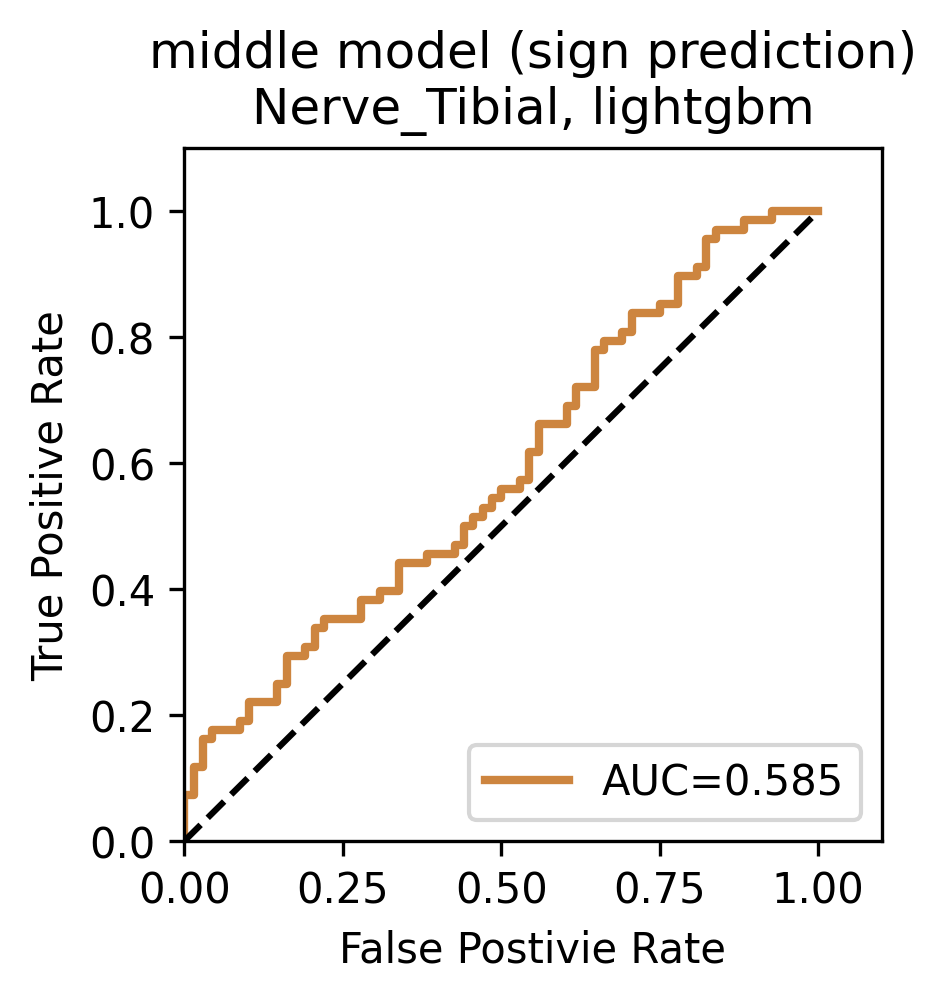 middle model (sign prediction)
Nerve_Tibial, lightgbm
True Positive Rate
1.0
0.8
0.6
0.4
0.2
0.0
AUC=0.585
0.00 0.25 0.50 0.75 1.00
False Postivie Rate